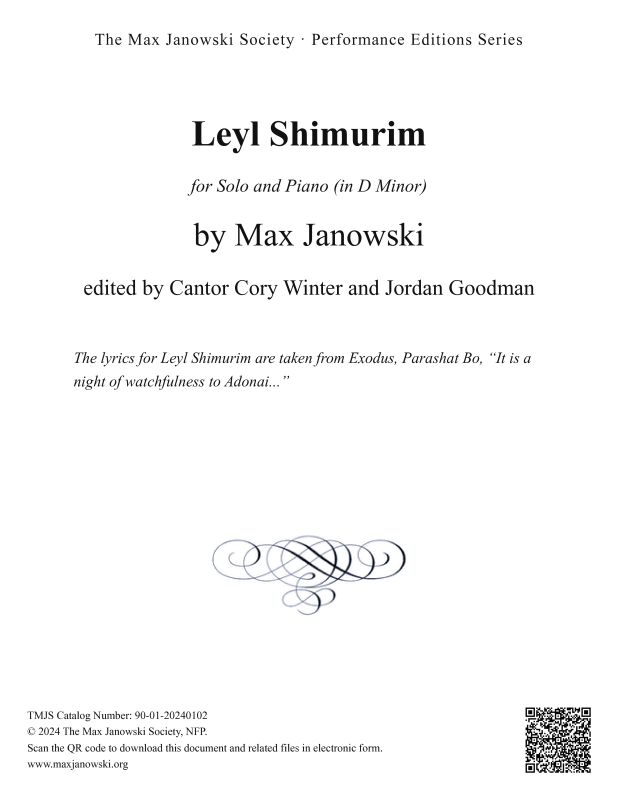 The Max Janowski Society · Performance Editions Series
Leyl Shimurim
for Solo and Piano (in D Minor)
by Max Janowski
edited by Cantor Cory Winter and Jordan Goodman
The lyrics for Leyl Shimurim are taken from Exodus, Parashat Bo, “It is a
night of watchfulness to Adonai...”
TMJS Catalog Number: 90-01-20240102
© 2024 The Max Janowski Society, NFP.
Scan the QR code to download this document and related files in electronic form.
www.maxjanowski.org